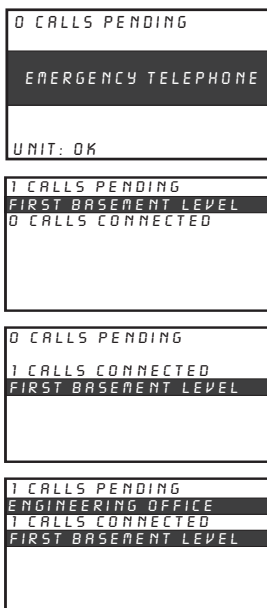 0 CALLS PENDING
EMERGENCY TELEPHONE
UNIT: OK
1 CALLS PENDING
FIRST BASEMENT LEVEL
0 CALLS CONNECTED
0 CALLS PENDING
1 CALLS CONNECTED
FIRST BASEMENT LEVEL
1 CALLS PENDING
ENGINEERING OFFICE
1 CALLS CONNECTED
FIRST BASEMENT LEVEL